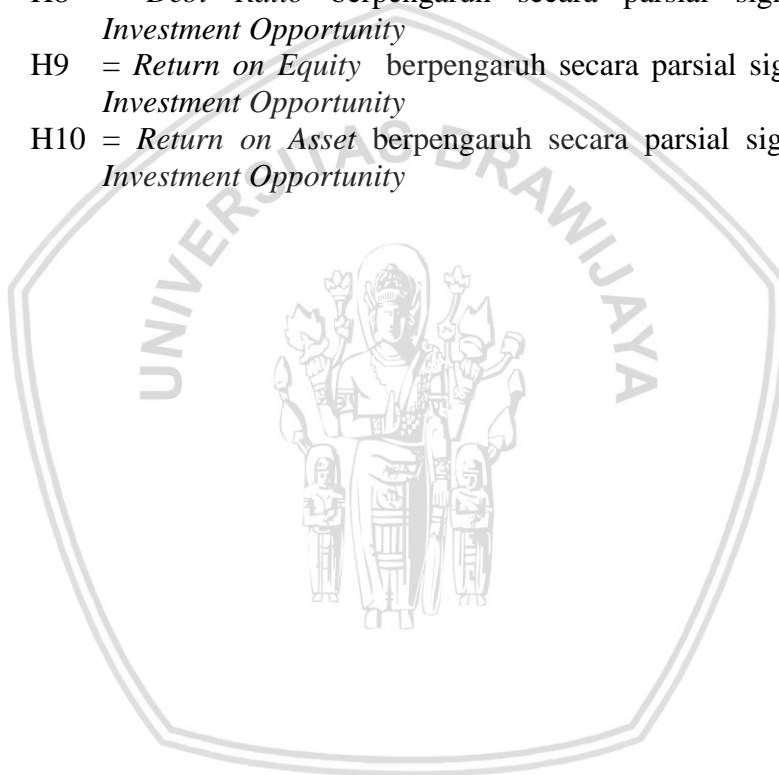 Investment Opportunity
H9 = Return on Equity berpengaruh secara parsial sig
Investment Opportunity
H10 = Return on Asset berpengaruh secara parsial sig
Investment Opportunity
UNIVERSITAS BRAWIJAYA